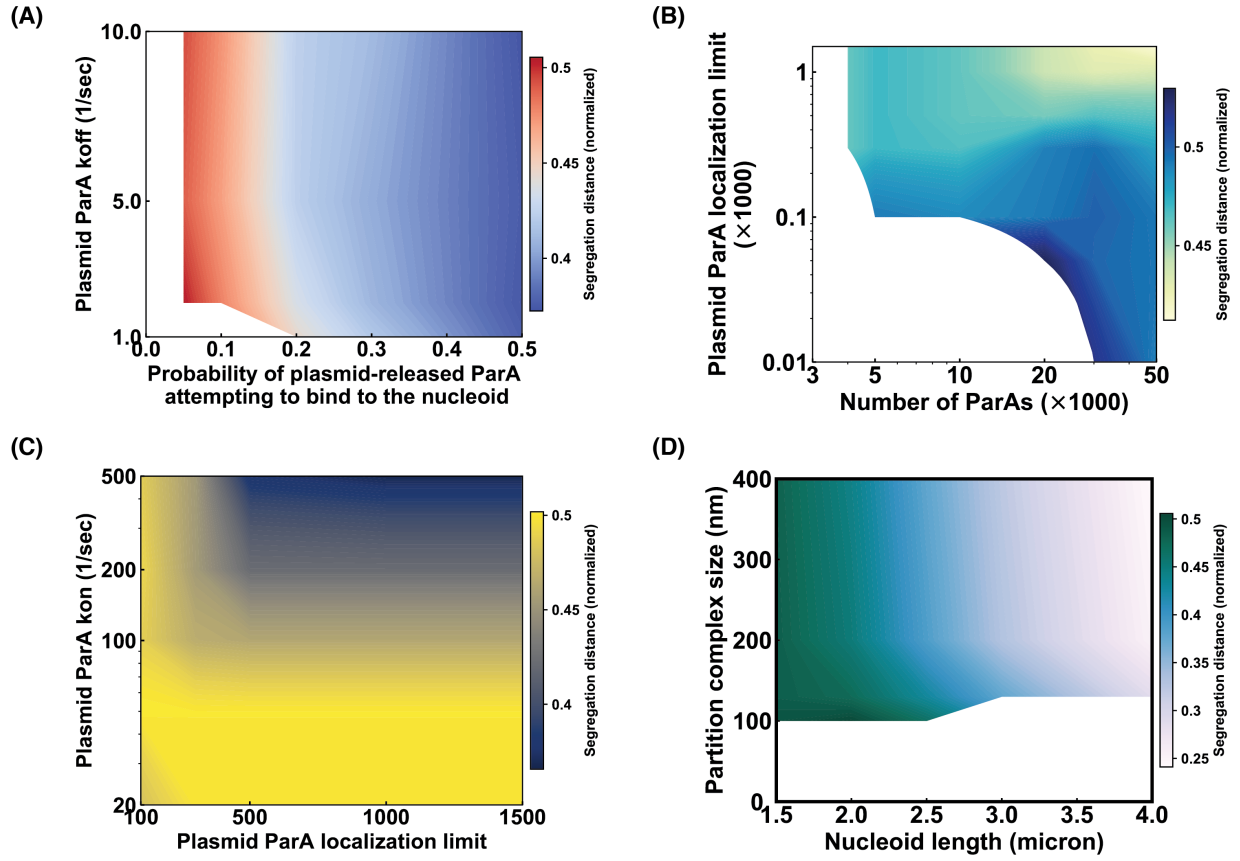 (A)
10.0
5.0
1.0
Plasmid ParA koff (1/sec)
0.0 0.1 0.2 0.3 0.4 0.5
Probability of plasmid-released ParA
attempting to bind to the nucleoid
0.5
0.45
0.4
Segregation distance (normalized)
(B)
1
0.1
0.01
Plasmid ParA localization limit
(×1000)
3 5 10 20 50
Number of ParAs (×1000)
0.5
0.45
Segregation distance (normalized)
(C)
500
200
100
20
Plasmid ParA kon (1/sec)
100 500 1000 1500
Plasmid ParA localization limit
0.5
0.45
0.4
Segregation distance (normalized)
(D)
400
300
200
100
0
Partition complex size (nm)
1.5 2.0 2.5 3.0 3.5 4.0
Nucleoid length (micron)
0.5
0.45
0.4
0.35
0.3
0.25
Segregation distance (normalized)